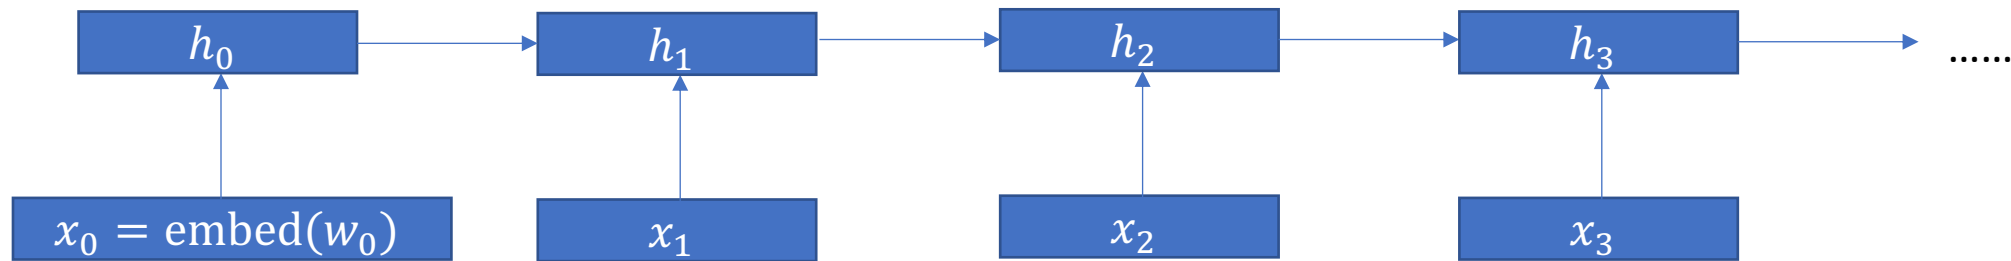 h₀ h₁ h₂ h₃ ......
x₀ = embed(w₀) x₁ x₂ x₃